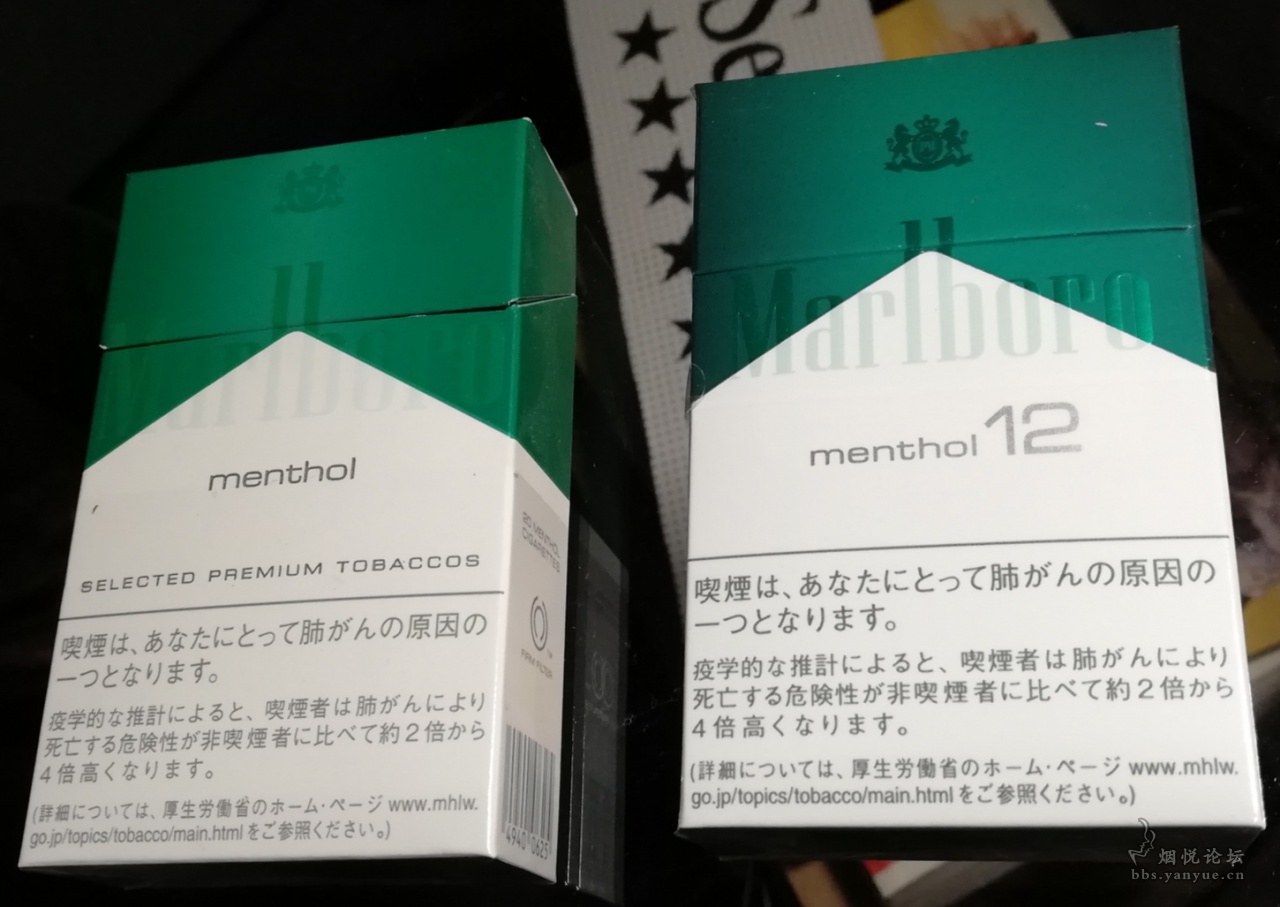 Se
Marlboro
menthol
SELECTED PREMIUM TOBACCOS
喫煙は、あなたにとって肺がんの原因の
一つとなります。
疫学的な推計によると、喫煙者は肺がんにより
死亡する危険性が非喫煙者に比べて約2倍から
4倍高くなります。
(詳細については、厚生労働省のホーム・ページ www.mhlw.
go.jp/topics/tobacco/main.html をご参照ください。)
20 MENTHOL
CIGARETTES
4940 0625
Marlboro
menthol 12
喫煙は、あなたにとって肺がんの原因の
一つとなります。
疫学的な推計によると、喫煙者は肺がんにより
死亡する危険性が非喫煙者に比べて約2倍から
4倍高くなります。
(詳細については、厚生労働省のホーム・ページ www.mhlw.
go.jp/topics/tobacco/main.html をご参照ください。)
烟悦论坛
bbs.yanyue.cn